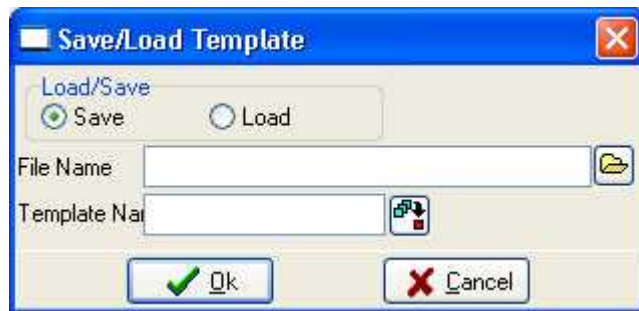 Save/Load Template
Load/Save
Save Load
File Name
Template Nar
Ok Cancel